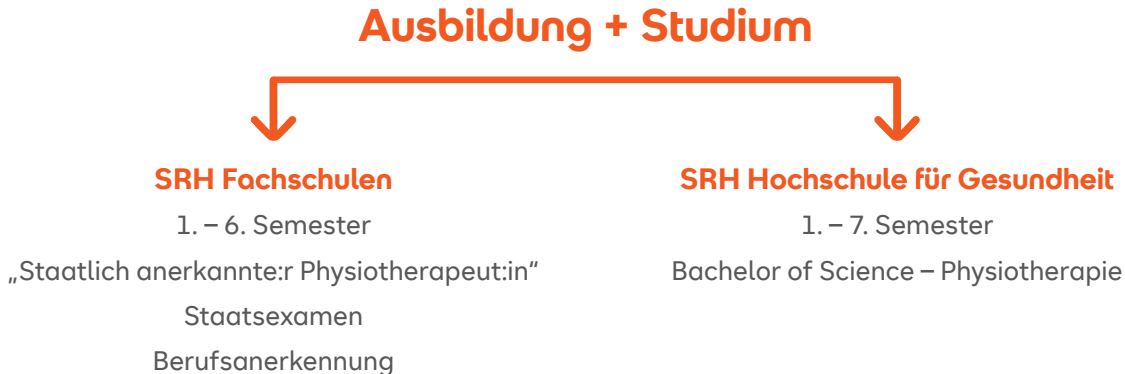 Ausbildung + Studium
SRH Fachschulen
1. – 6. Semester
„Staatlich anerkannte:r Physiotherapeut:in“
Staatsexamen
Berufsanerkennung
SRH Hochschule für Gesundheit
1. – 7. Semester
Bachelor of Science – Physiotherapie